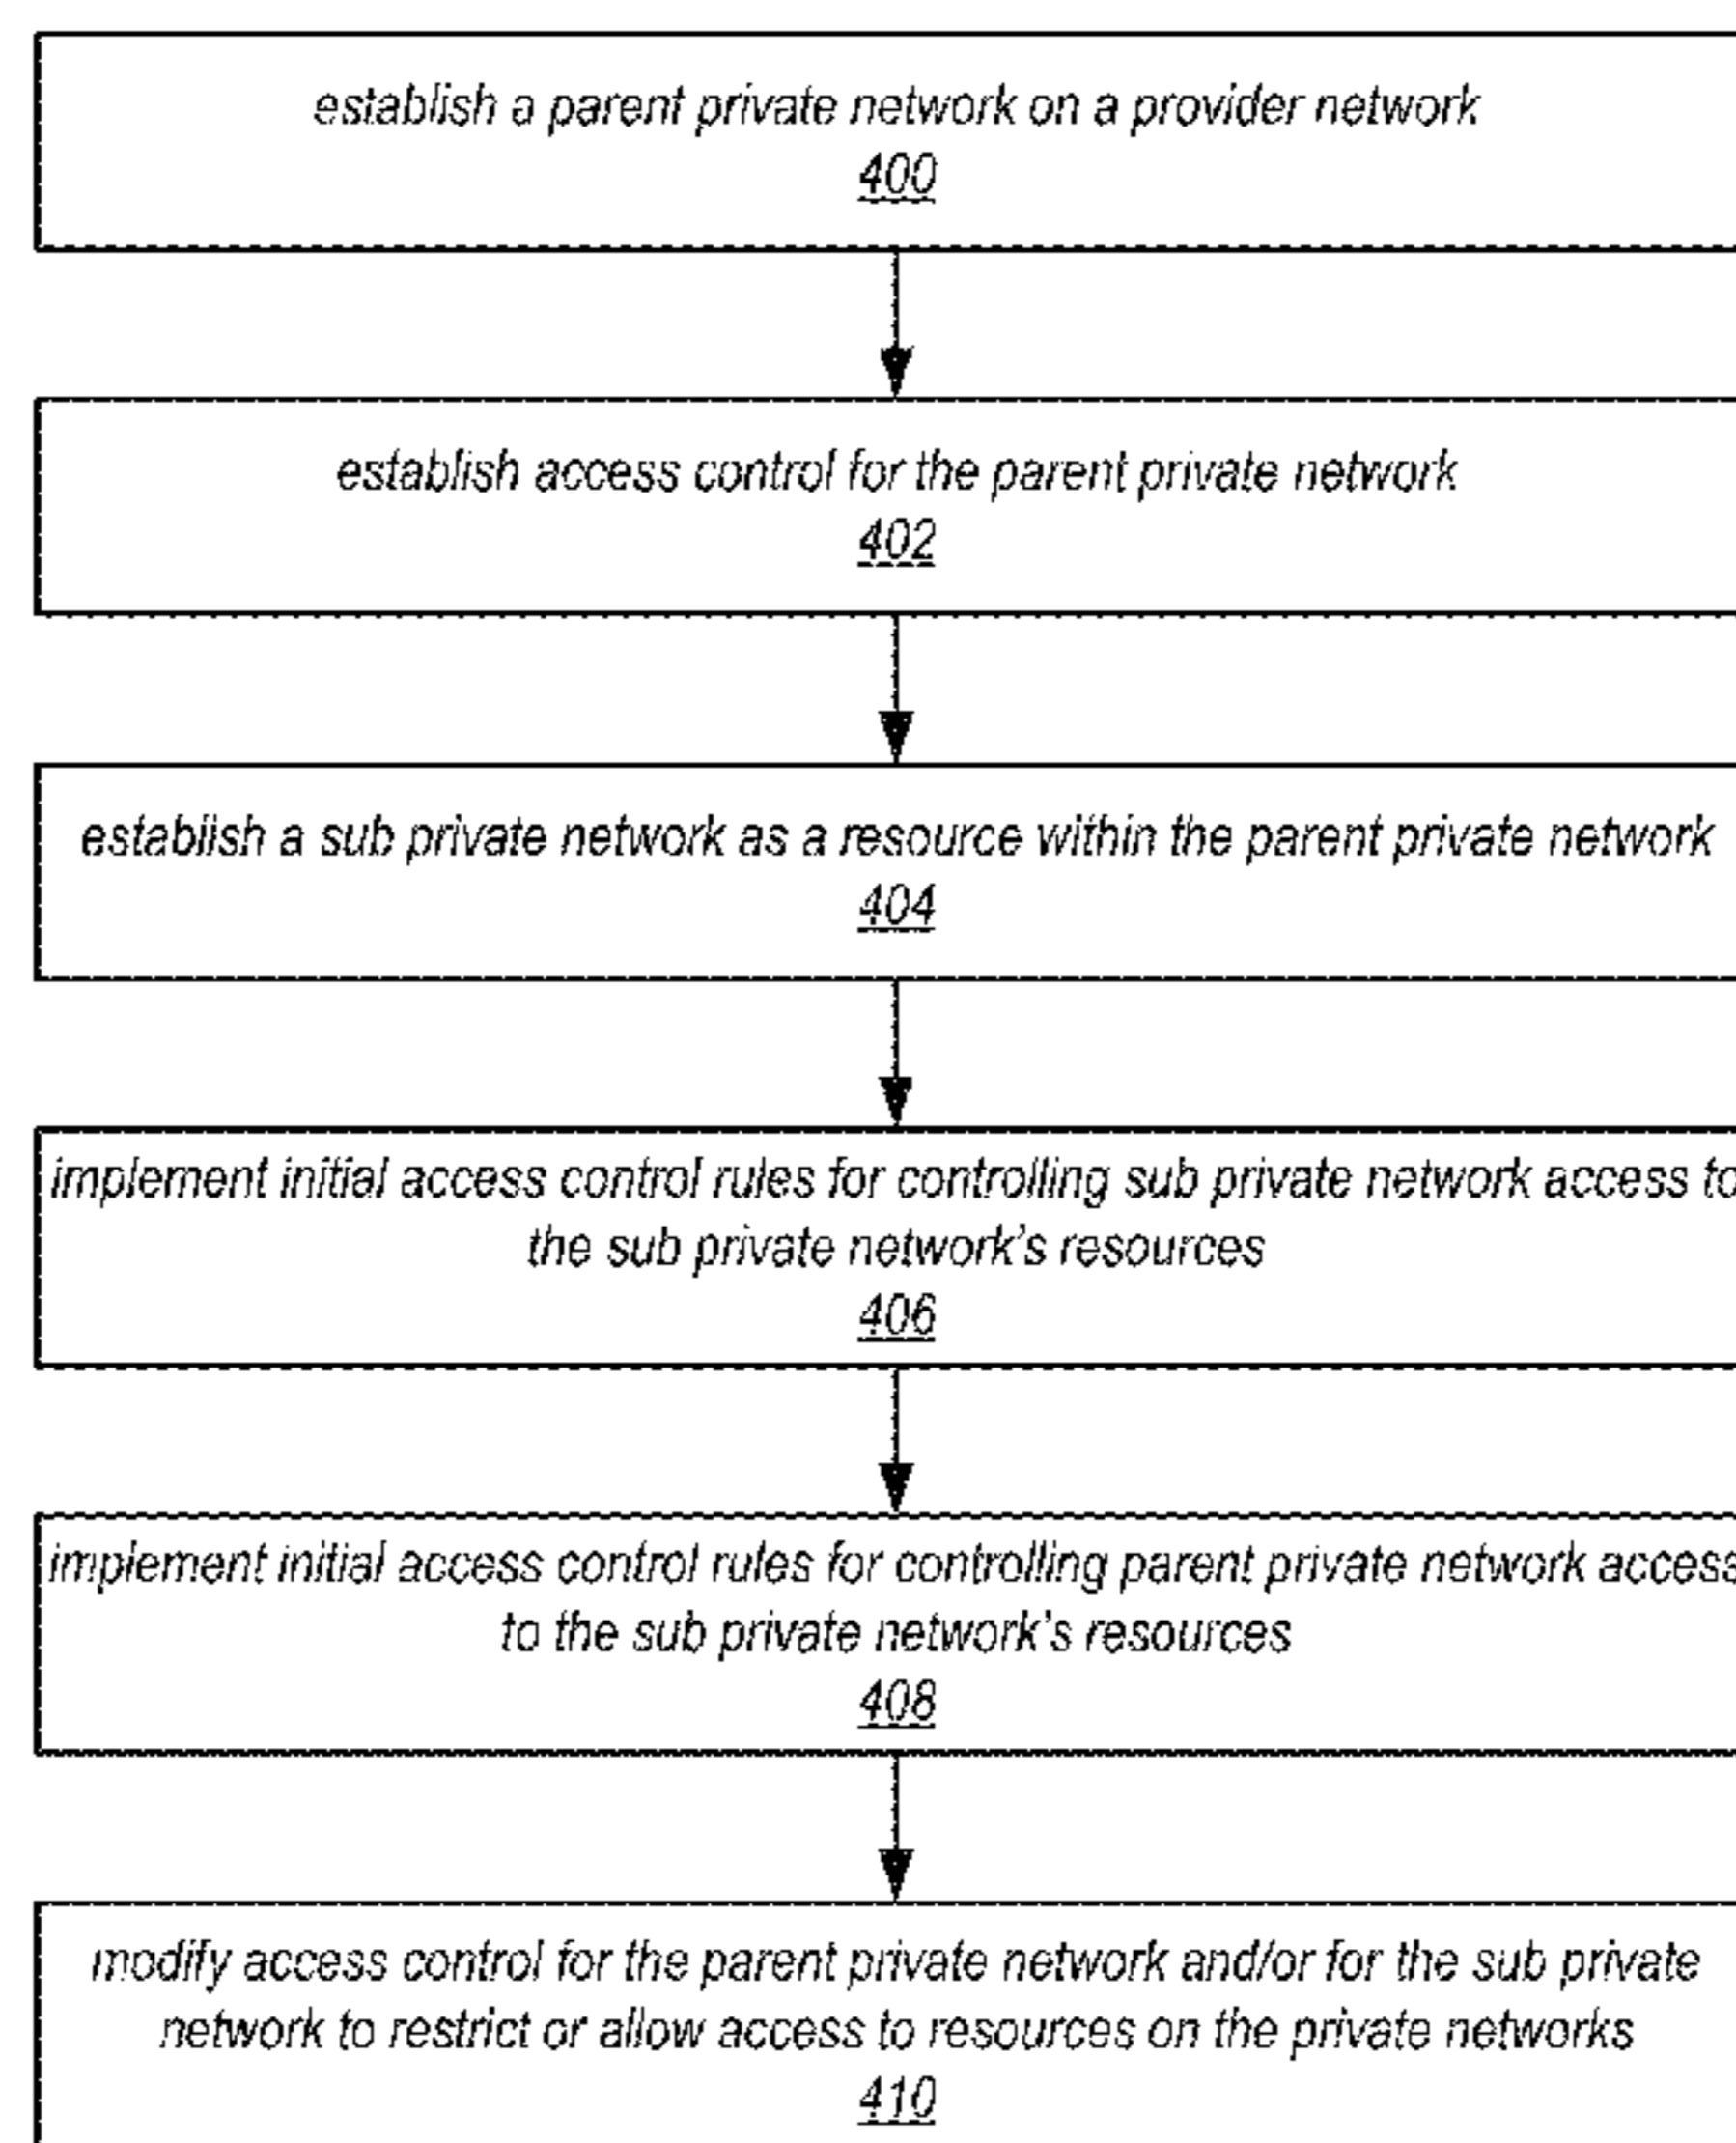 establish a parent private network on a provider network
400
establish access control for the parent private network
402
establish a sub private network as a resource within the parent private network
404
implement initial access control rules for controlling sub private network access to
the sub private network's resources
406
implement initial access control rules for controlling parent private network access
to the sub private network's resources
408
modify access control for the parent private network and/or for the sub private
network to restrict or allow access to resources on the private networks
410